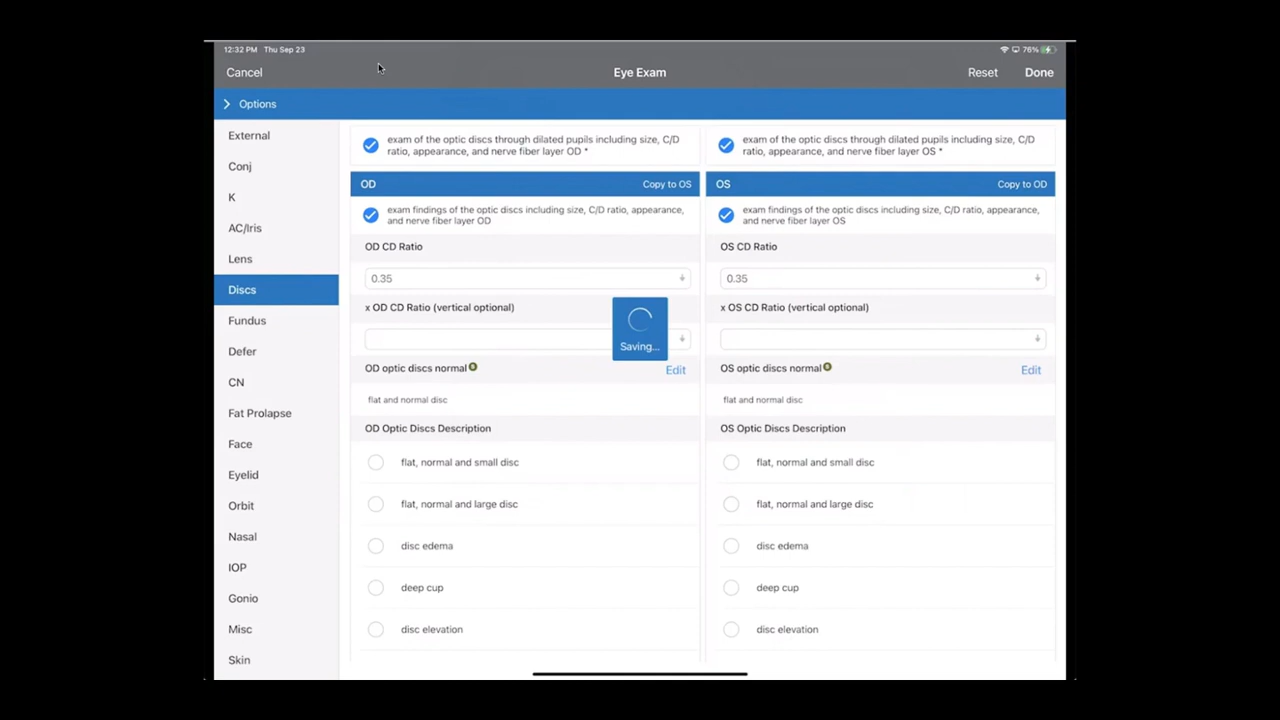 12:32 PM Thu Sep 23
76%
Cancel
Eye Exam
Reset
Done
Options
External
Conj
K
AC/Iris
Lens
Discs
Fundus
Defer
CN
Fat Prolapse
Face
Eyelid
Orbit
Nasal
IOP
Gonio
Misc
Skin
exam of the optic discs through dilated pupils including size, C/D
ratio, appearance, and nerve fiber layer OD *
OD
Copy to OS
exam findings of the optic discs including size, C/D ratio, appearance,
and nerve fiber layer OD
OD CD Ratio
0.35
x OD CD Ratio (vertical optional)
OD optic discs normal
Edit
flat and normal disc
OD Optic Discs Description
flat, normal and small disc
flat, normal and large disc
disc edema
deep cup
disc elevation
Saving...
exam of the optic discs through dilated pupils including size, C/D
ratio, appearance, and nerve fiber layer OS *
OS
Copy to OD
exam findings of the optic discs including size, C/D ratio, appearance,
and nerve fiber layer OS
OS CD Ratio
0.35
x OS CD Ratio (vertical optional)
OS optic discs normal
Edit
flat and normal disc
OS Optic Discs Description
flat, normal and small disc
flat, normal and large disc
disc edema
deep cup
disc elevation